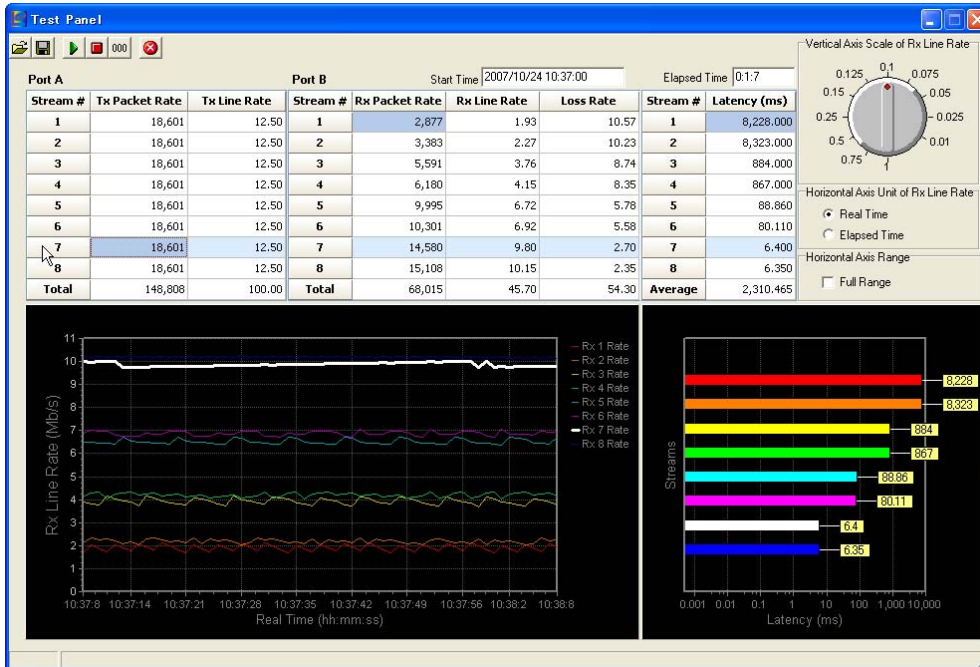 Test Panel
000
Port A
Port B
Start Time 2007/10/24 10:37:00
Elapsed Time 0:1:7
Stream # Tx Packet Rate Tx Line Rate Stream # Rx Packet Rate Rx Line Rate Loss Rate Stream # Latency (ms)
1 18,601 12.50 1 2,877 1.93 10.57 1 8,228.000
2 18,601 12.50 2 3,383 2.27 10.23 2 8,323.000
3 18,601 12.50 3 5,591 3.76 8.74 3 884.000
4 18,601 12.50 4 6,180 4.15 8.35 4 867.000
5 18,601 12.50 5 9,995 6.72 5.78 5 88.860
6 18,601 12.50 6 10,301 6.92 5.58 6 80.110
7 18,601 12.50 7 14,580 9.80 2.70 7 6.400
8 18,601 12.50 8 15,108 10.15 2.35 8 6.350
Total 148,808 100.00 Total 68,015 45.70 54.30 Average 2,310.465
Vertical Axis Scale of Rx Line Rate
0.1
0.125 0.075
0.15 0.05
0.25 0.025
0.5 0.01
0.75 1
Horizontal Axis Unit of Rx Line Rate
Real Time
Elapsed Time
Horizontal Axis Range
Full Range
Rx Line Rate (Mb/s)
11
10
9
8
7
6
5
4
3
2
1
0
10:37:8 10:37:14 10:37:21 10:37:28 10:37:35 10:37:42 10:37:49 10:37:56 10:38:2 10:38:8
Real Time (hh:mm:ss)
Rx 1 Rate
Rx 2 Rate
Rx 3 Rate
Rx 4 Rate
Rx 5 Rate
Rx 6 Rate
Rx 7 Rate
Rx 8 Rate
Streams
8,228
8,323
884
867
88.86
80.11
6.4
6.35
0.001 0.01 0.1 1 10 100 1,000 10,000
Latency (ms)